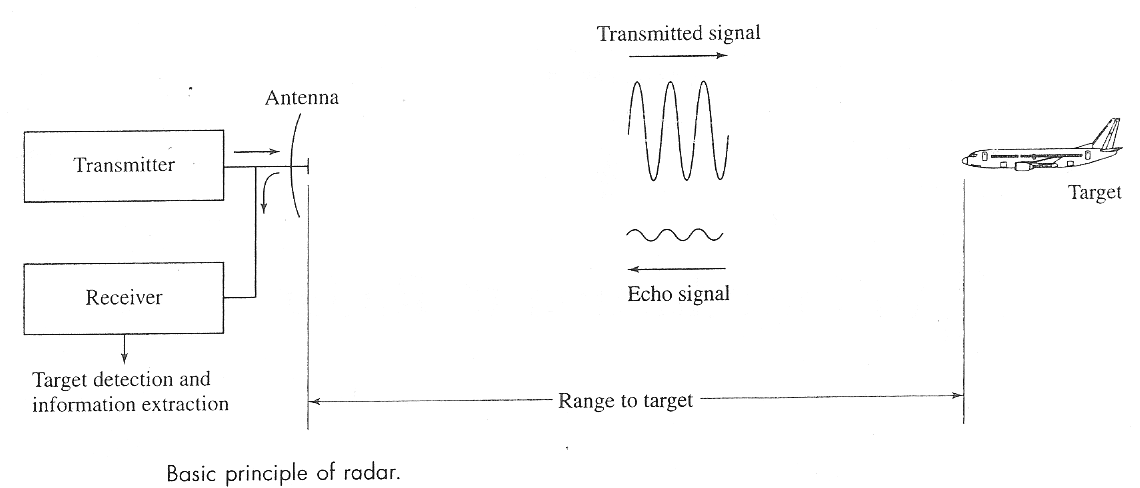 Transmitted signal
Antenna
Transmitter
Target
Receiver
Echo signal
Target detection and
information extraction
Range to target
Basic principle of radar.